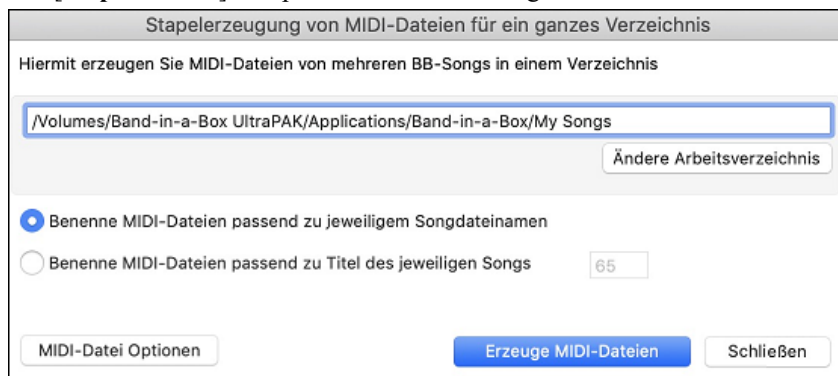 Stapelerzeugung von MIDI-Dateien für ein ganzes Verzeichnis
Hiermit erzeugen Sie MIDI-Dateien von mehreren BB-Songs in einem Verzeichnis
/Volumes/Band-in-a-Box UltraPAK/Applications/Band-in-a-Box/My Songs
Ändere Arbeitsverzeichnis
Benenne MIDI-Dateien passend zu jeweiligem Songdateinamen
Benenne MIDI-Dateien passend zu Titel des jeweiligen Songs 65
MIDI-Datei Optionen Erzeuge MIDI-Dateien Schließen